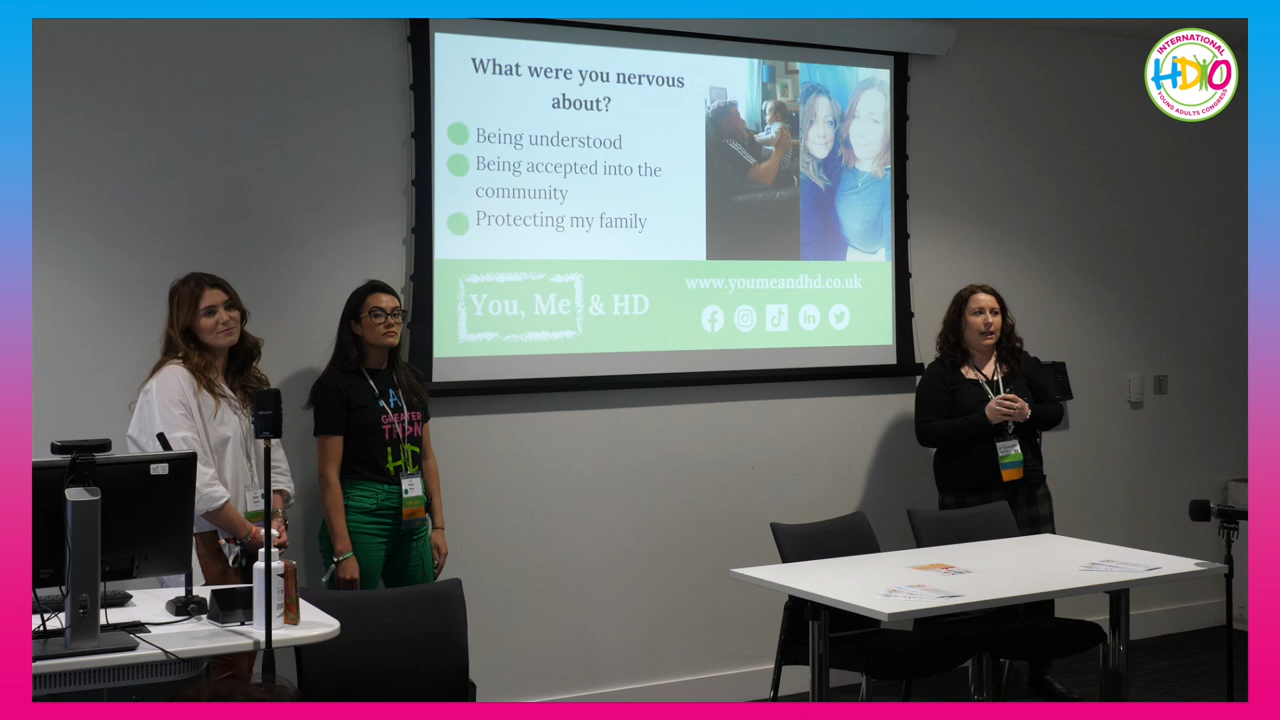 INTERNATIONAL
HDYO
YOUNG ADULTS CONGRESS
What were you nervous
about?
Being understood
Being accepted into the
community
Protecting my family
You, Me & HD
www.youmeandhd.co.uk
GREATER
THAN
HD